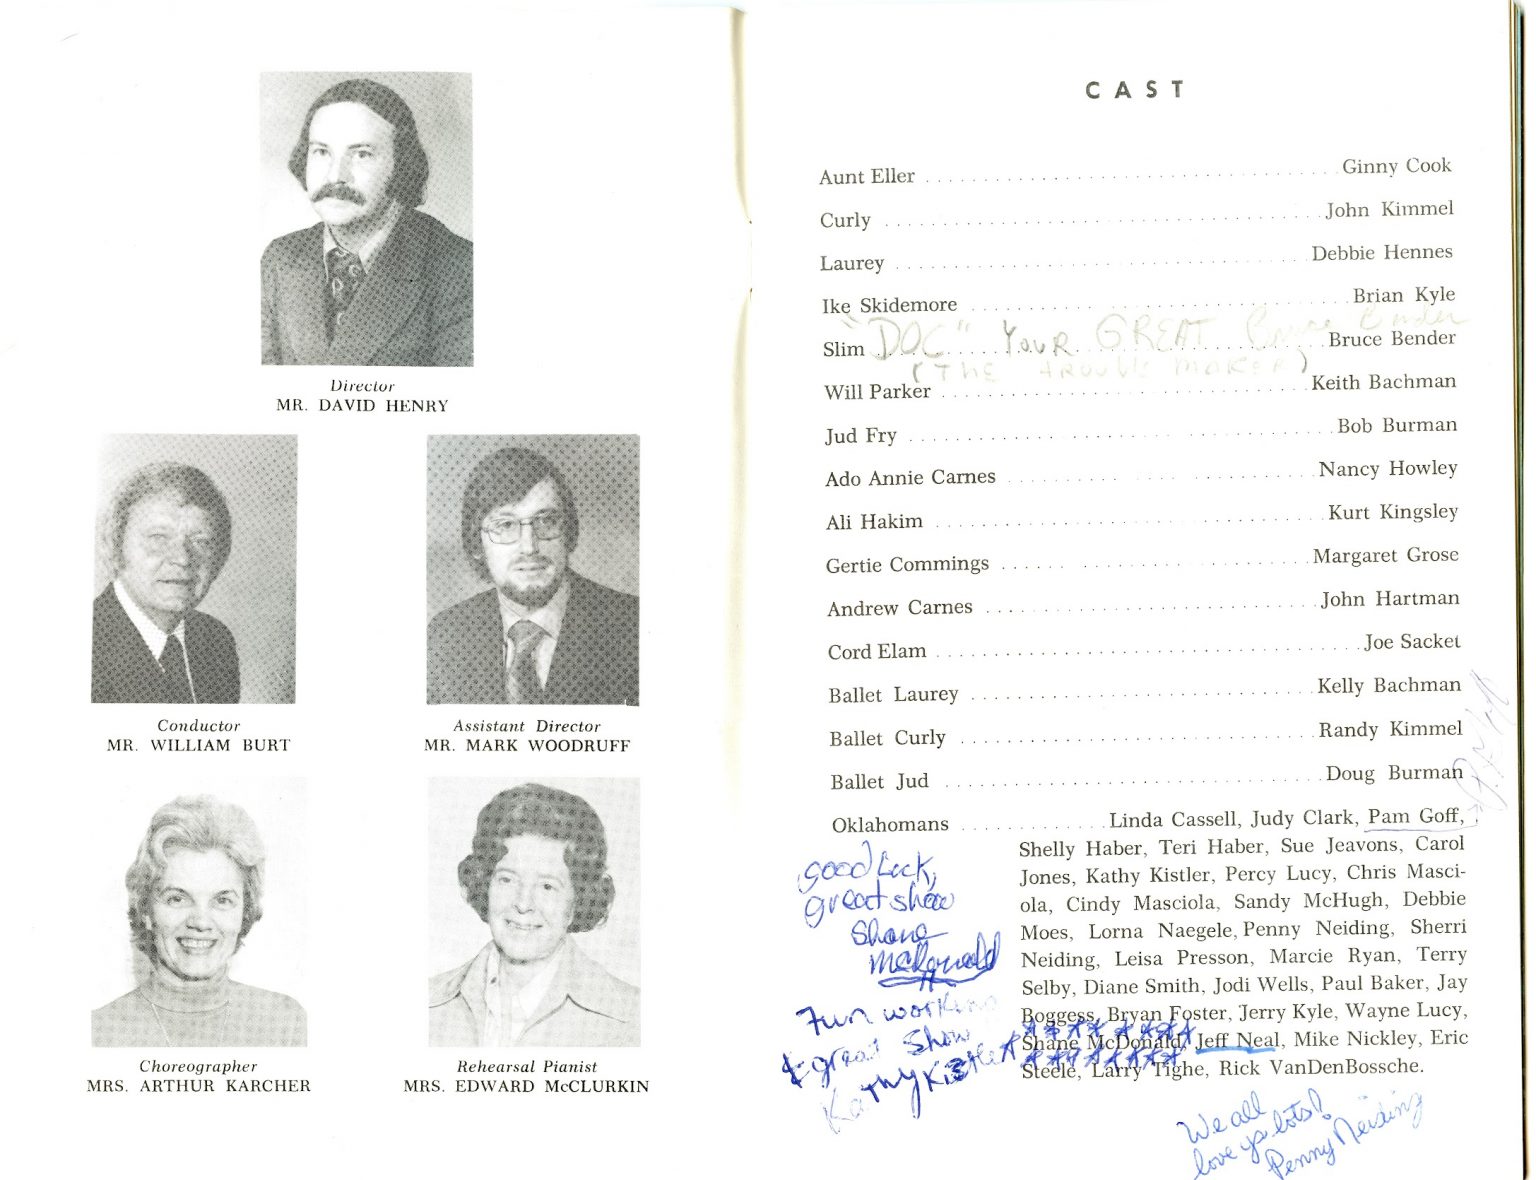 Director
MR. DAVID HENRY
Conductor
MR. WILLIAM BURT
Assistant Director
MR. MARK WOODRUFF
Choreographer
MRS. ARTHUR KARCHER
Rehearsal Pianist
MRS. EDWARD McCLURKIN
CAST
Aunt Eller . . . . . . . . . . Ginny Cook
Curly . . . . . . . . . . John Kimmel
Laurey . . . . . . . . . . Debbie Hennes
Ike Skidemore . . . . . . . . . . Brian Kyle
"DOC" YOUR GREAT Bruce Bender
Slim . . . . . . . . . . Bruce Bender
(THE TROUBLE MAKER)
Will Parker . . . . . . . . . . Keith Bachman
Jud Fry . . . . . . . . . . Bob Burman
Ado Annie Carnes . . . . . . . . . . Nancy Howley
Ali Hakim . . . . . . . . . . Kurt Kingsley
Gertie Commings . . . . . . . . . . Margaret Grose
Andrew Carnes . . . . . . . . . . John Hartman
Cord Elam . . . . . . . . . . Joe Sacket
Ballet Laurey . . . . . . . . . . Kelly Bachman
Ballet Curly . . . . . . . . . . Randy Kimmel
Ballet Jud . . . . . . . . . . Doug Burman
Oklahomans . . . . . . . . . . Linda Cassell, Judy Clark, Pam Goff,
Shelly Haber, Teri Haber, Sue Jeavons, Carol
Jones, Kathy Kistler, Percy Lucy, Chris Masci-
ola, Cindy Masciola, Sandy McHugh, Debbie
Moes, Lorna Naegele, Penny Neiding, Sherri
Neiding, Leisa Presson, Marcie Ryan, Terry
Selby, Diane Smith, Jodi Wells, Paul Baker, Jay
Boggess, Bryan Foster, Jerry Kyle, Wayne Lucy,
Shane McDonald, Jeff Neal, Mike Nickley, Eric
Steele, Larry Tighe, Rick VanDenBossche.
good luck,
great show
Shane
McDonald
Fun working
& great show
Kathy Kistler
We all
love ya lots!
Penny Neiding